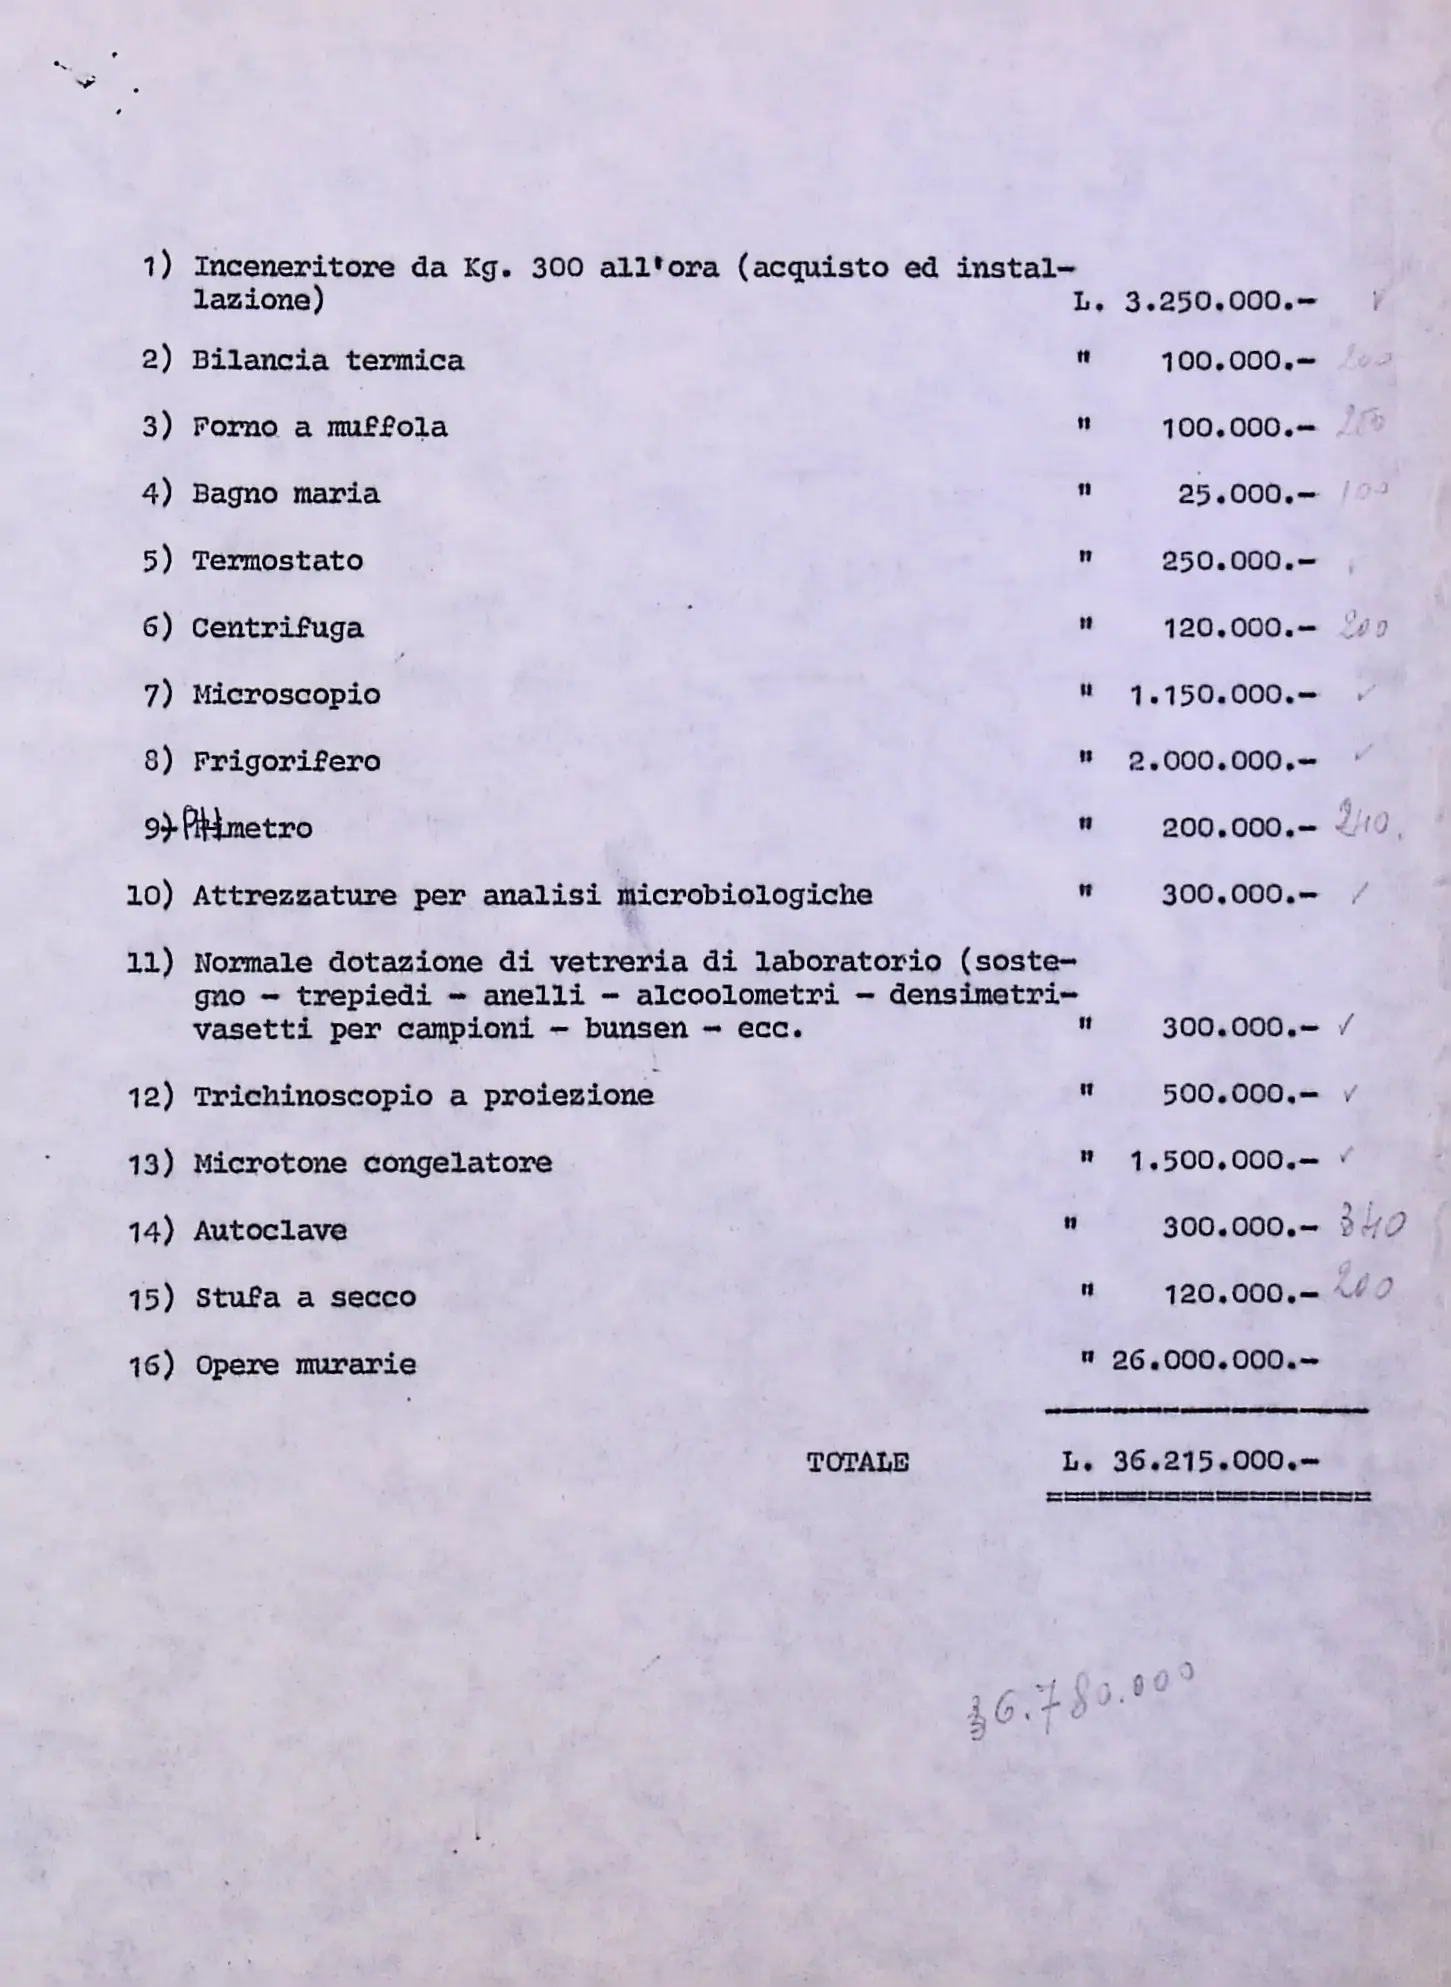 1) Inceneritore da Kg. 300 all'ora (acquisto ed instal-
lazione) L. 3.250.000.- ✓
2) Bilancia termica " 100.000.- 200
3) Forno a muffola " 100.000.-
4) Bagno maria " 25.000.- 100
5) Termostato " 250.000.-
6) Centrifuga " 120.000.- 200
7) Microscopio " 1.150.000.- ✓
8) Frigorifero " 2.000.000.- ✓
9) PHmetro " 200.000.- 240.
10) Attrezzature per analisi microbiologiche " 300.000.- /
11) Normale dotazione di vetreria di laboratorio (soste-
gno - trepiedi - anelli - alcoolometri - densimetri-
vasetti per campioni - bunsen - ecc. " 300.000.- ✓
12) Trichinoscopio a proiezione " 500.000.- ✓
13) Microtone congelatore " 1.500.000.- ✓
14) Autoclave " 300.000.- 340
15) Stufa a secco " 120.000.- 200
16) Opere murarie " 26.000.000.-
TOTALE L. 36.215.000.-
36.780.000